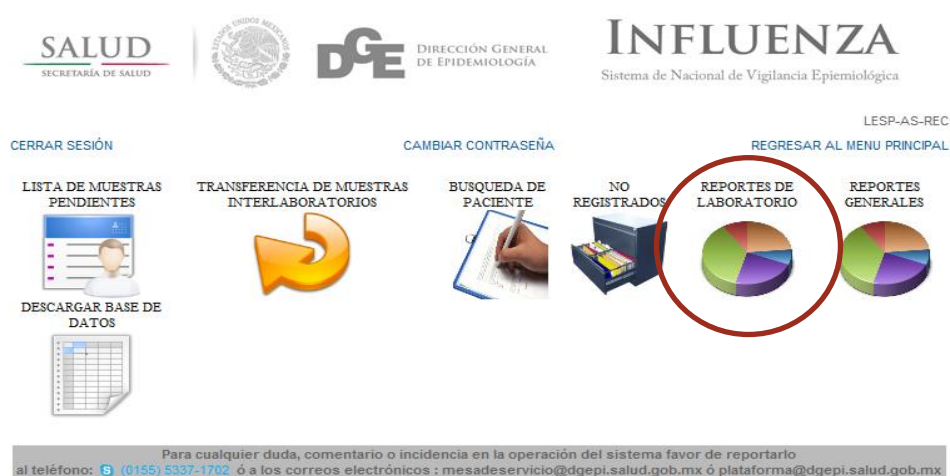 SALUD
SECRETARÍA DE SALUD
ESTADOS UNIDOS MEXICANOS
DGE
DIRECCIÓN GENERAL
DE EPIDEMIOLOGÍA
INFLUENZA
Sistema de Nacional de Vigilancia Epiemiológica
LESP-AS-REC
CERRAR SESIÓN
CAMBIAR CONTRASEÑA
REGRESAR AL MENU PRINCIPAL
LISTA DE MUESTRAS
PENDIENTES
TRANSFERENCIA DE MUESTRAS
INTERLABORATORIOS
BUSQUEDA DE
PACIENTE
NO
REGISTRADOS
REPORTES DE
LABORATORIO
REPORTES
GENERALES
DESCARGAR BASE DE
DATOS
Para cualquier duda, comentario o incidencia en la operación del sistema favor de reportarlo
al teléfono: S (0155) 5337-1702 ó a los correos electrónicos : mesadeservicio@dgepi.salud.gob.mx ó plataforma@dgepi.salud.gob.mx